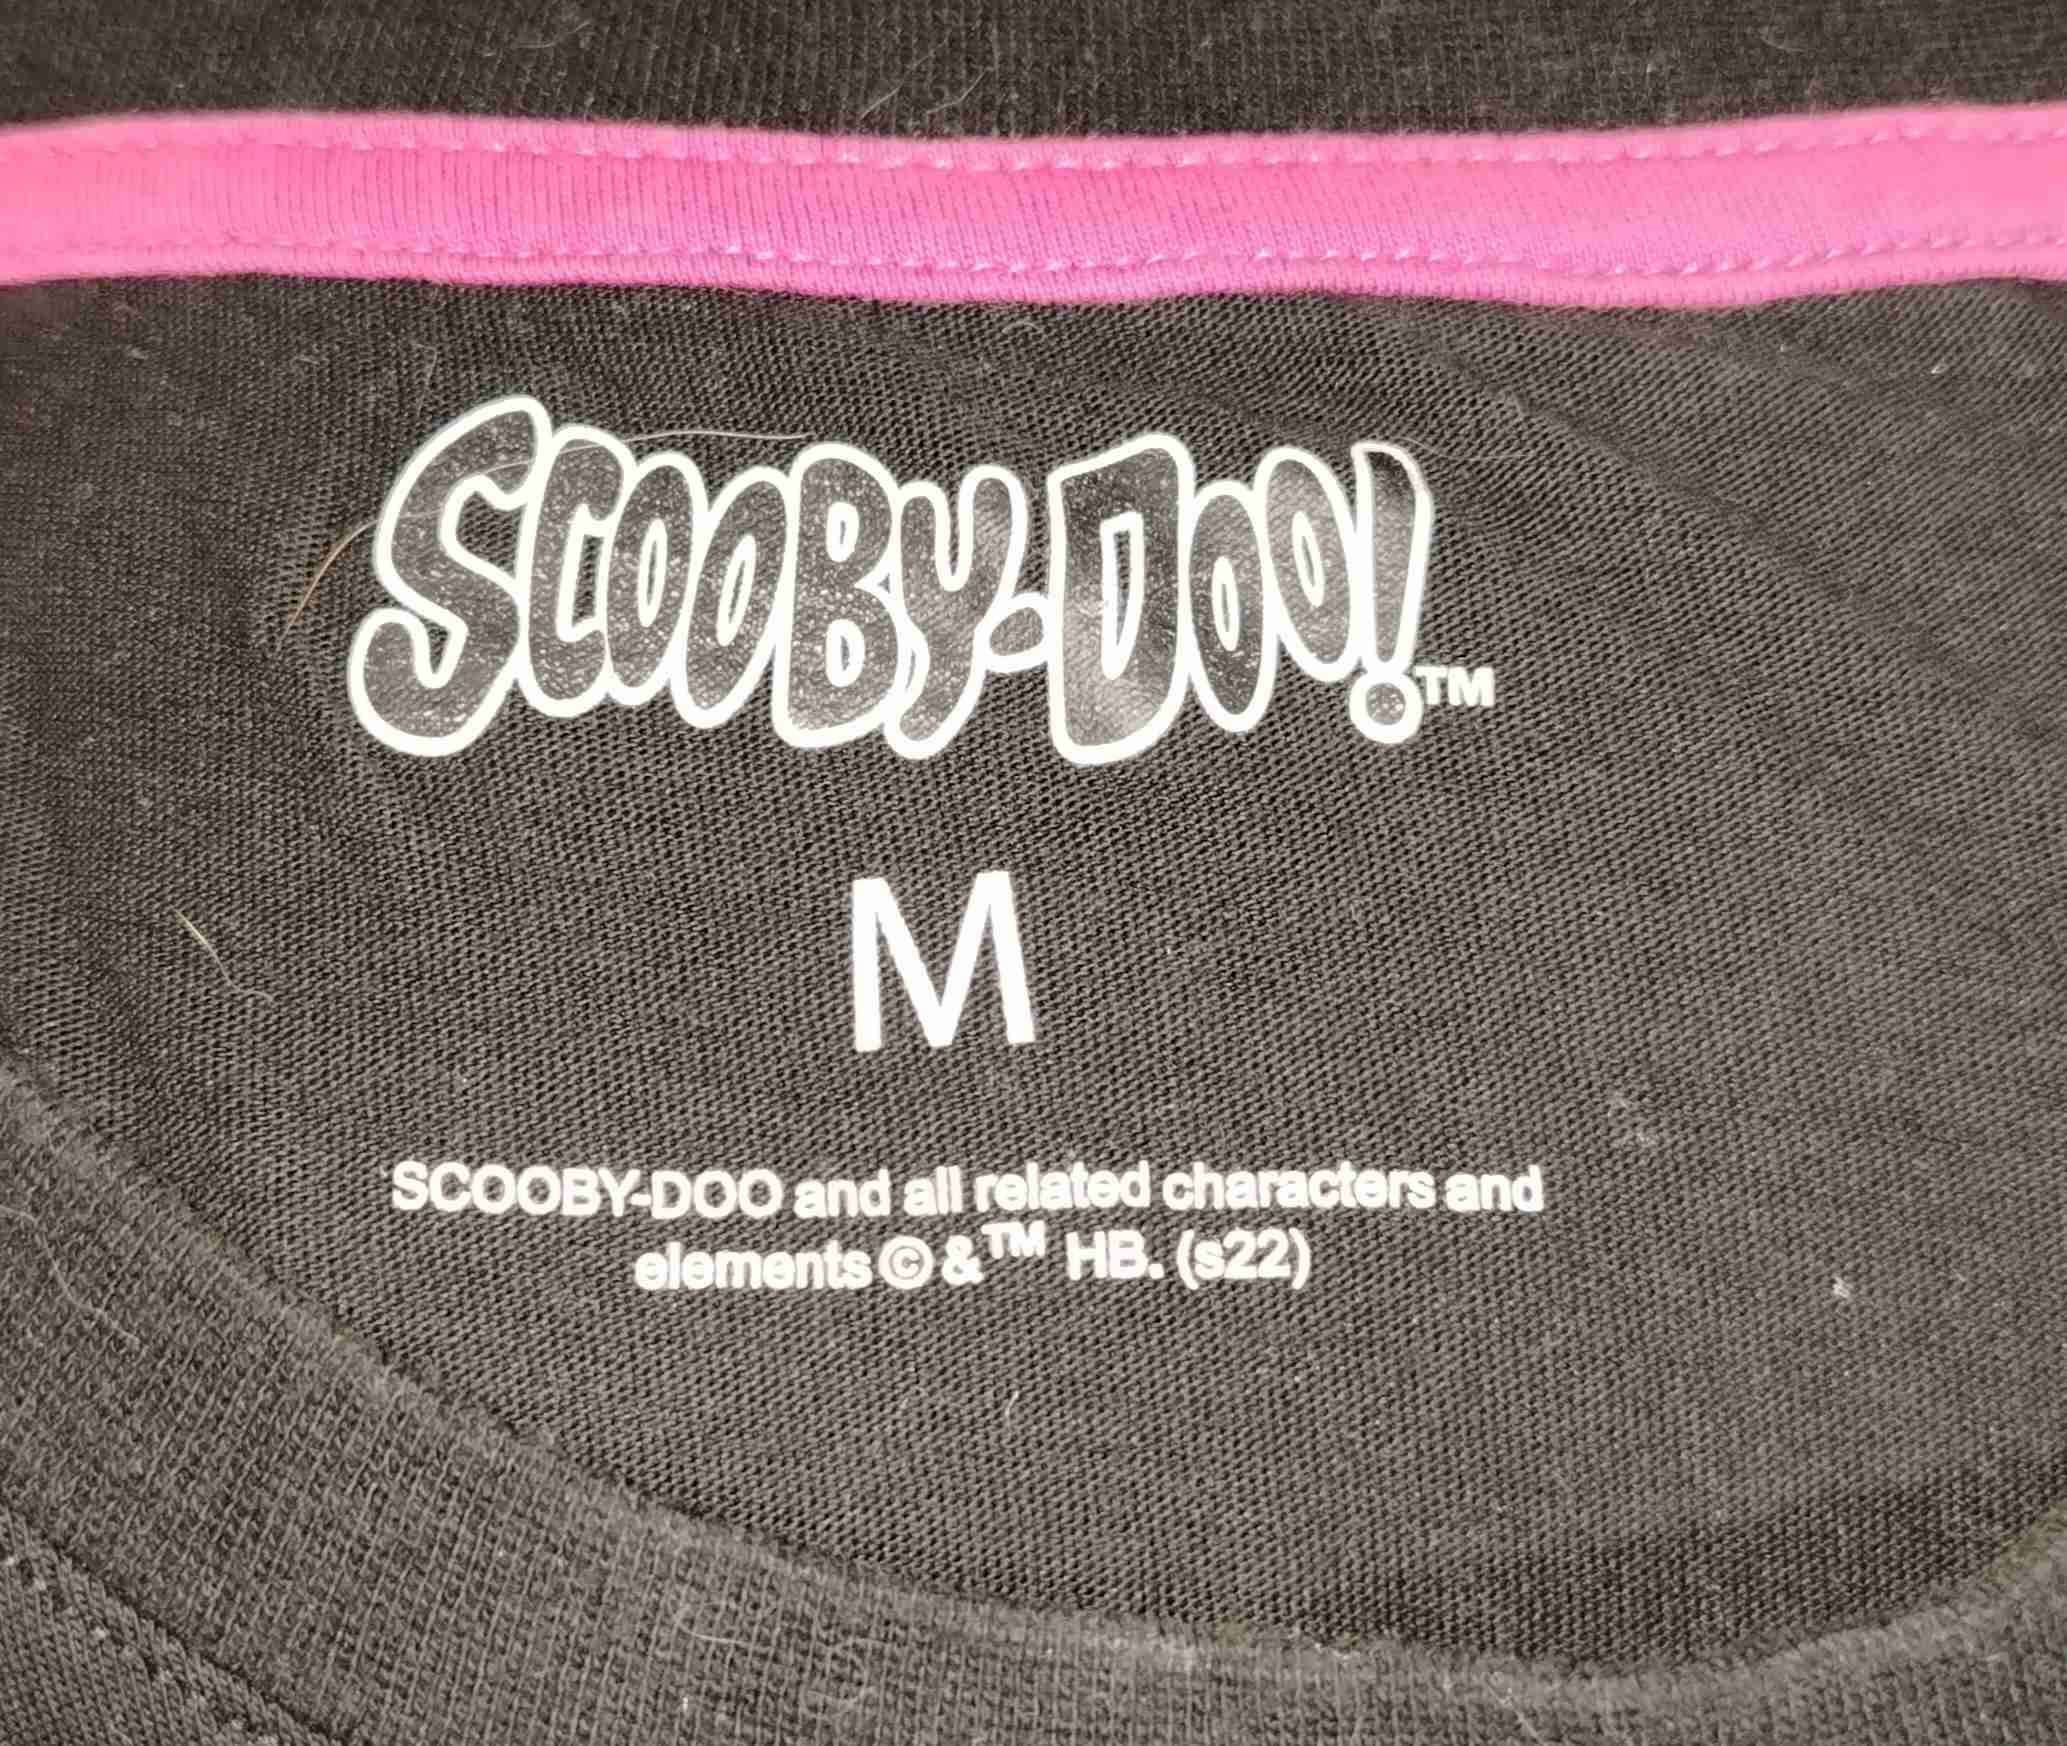 SCOOBY-DOO!™
M
SCOOBY-DOO and all related characters and
elements © & ™ HB. (s22)